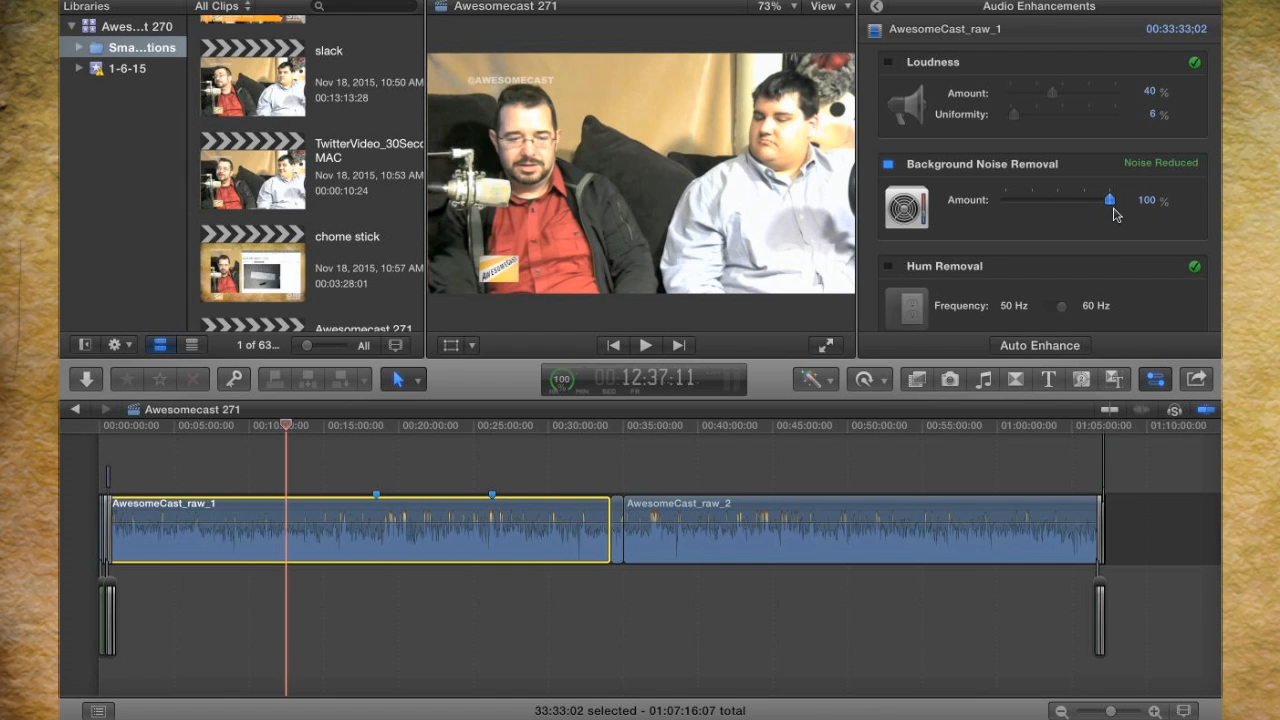 Libraries
All Clips
Awesomecast 271
73%
View
Audio Enhancements
Awes...t 270
Sma...tions
1-6-15
slack
Nov 18, 2015, 10:50 AM
00:13:13:28
TwitterVideo_30Sec
MAC
Nov 18, 2015, 10:53 AM
00:00:10:24
chome stick
Nov 18, 2015, 10:57 AM
00:03:28:01
Awesomecast 271
@AWESOMECAST
AWESOMECAST
AwesomeCast_raw_1
00:33:33;02
Loudness
Amount:
40 %
Uniformity:
6 %
Background Noise Removal
Noise Reduced
Amount:
100 %
Hum Removal
Frequency: 50 Hz 60 Hz
1 of 63...
All
Auto Enhance
100
00:12:37:11
Awesomecast 271
00:00:00:00
00:05:00:00
00:15:00:00
00:20:00:00
00:25:00:00
00:30:00:00
00:35:00:00
00:40:00:00
00:45:00:00
00:50:00:00
00:55:00:00
01:00:00:00
01:05:00:00
01:10:00:00
AwesomeCast_raw_1
AwesomeCast_raw_2
33:33:02 selected - 01:07:16:07 total